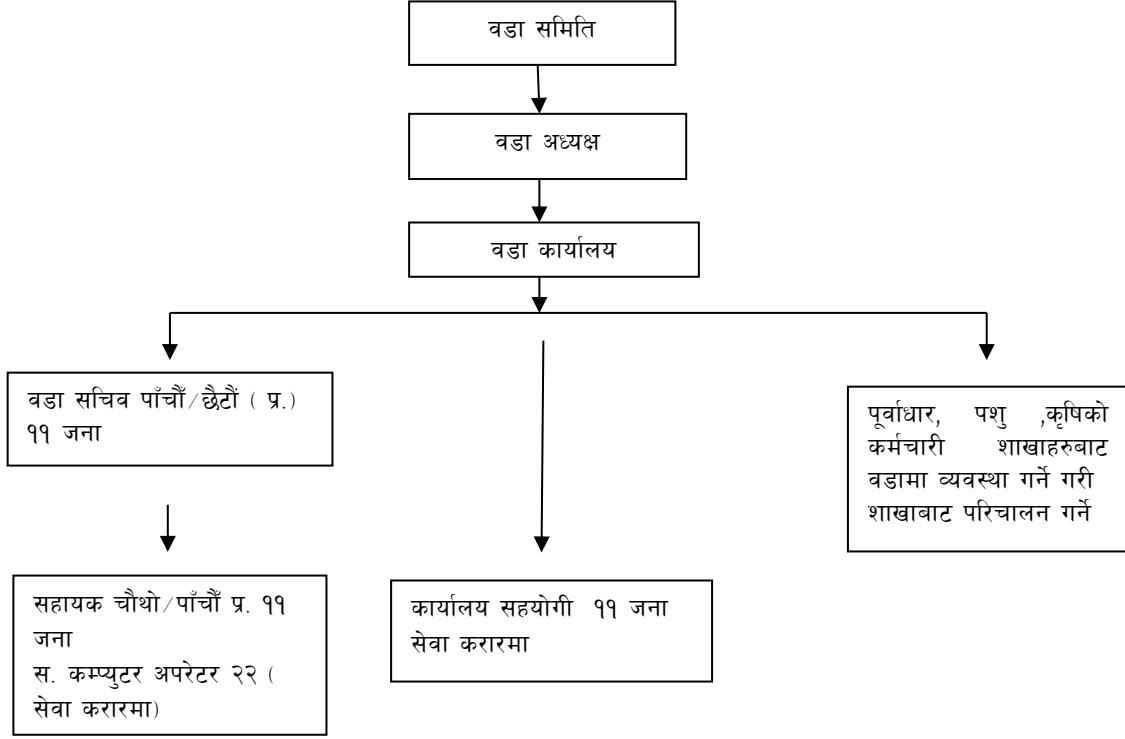 वडा समिति
वडा अध्यक्ष
वडा कार्यालय
वडा सचिव पाँचौं/छैटौं ( प्र.)
११ जना
पूर्वाधार, पशु ,कृषिको
कर्मचारी शाखाहरुबाट
वडामा व्यवस्था गर्ने गरी
शाखाबाट परिचालन गर्ने
सहायक चौथो/पाँचौं प्र. ११
जना
स. कम्प्युटर अपरेटर २२ (
सेवा करारमा)
कार्यालय सहयोगी ११ जना
सेवा करारमा